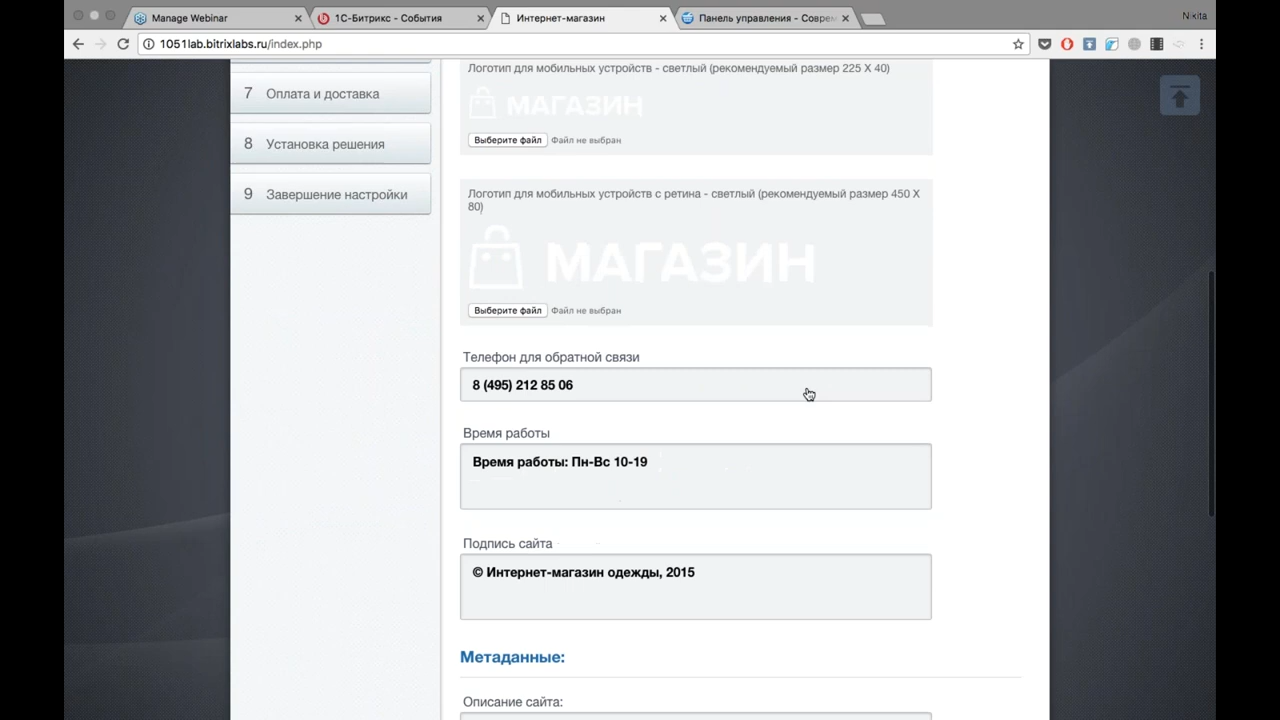 Manage Webinar
1С-Битрикс - События
Интернет-магазин
Панель управления - Соврем
Nikita
1051lab.bitrixlabs.ru/index.php
7 Оплата и доставка
8 Установка решения
9 Завершение настройки
Логотип для мобильных устройств - светлый (рекомендуемый размер 225 X 40)
МАГАЗИН
Выберите файл Файл не выбран
Логотип для мобильных устройств с ретина - светлый (рекомендуемый размер 450 X
80)
МАГАЗИН
Выберите файл Файл не выбран
Телефон для обратной связи
8 (495) 212 85 06
Время работы
Время работы: Пн-Вс 10-19
Подпись сайта
© Интернет-магазин одежды, 2015
Метаданные:
Описание сайта: